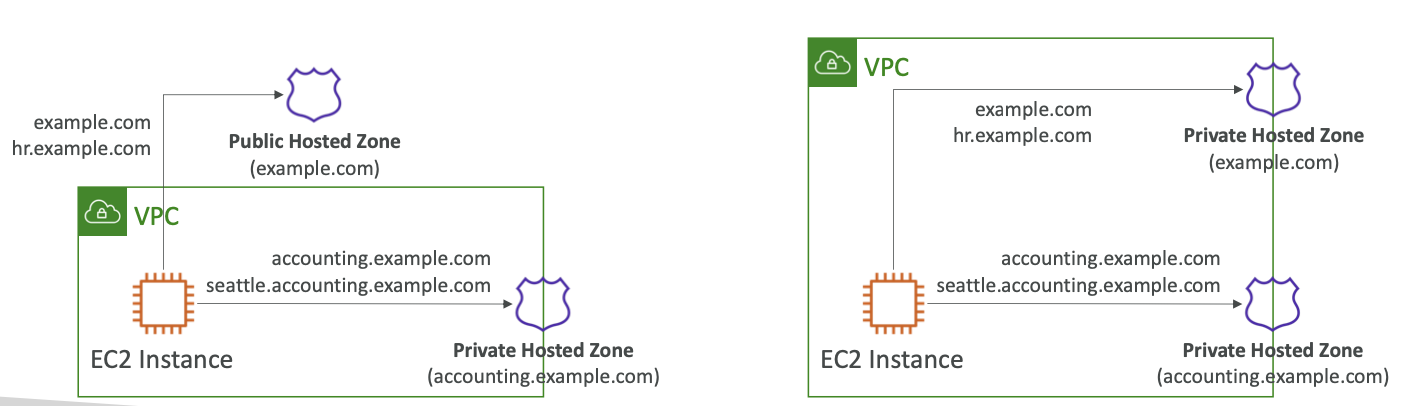 example.com
hr.example.com
Public Hosted Zone
(example.com)
VPC
accounting.example.com
seattle.accounting.example.com
EC2 Instance
Private Hosted Zone
(accounting.example.com)
VPC
example.com
hr.example.com
Private Hosted Zone
(example.com)
accounting.example.com
seattle.accounting.example.com
EC2 Instance
Private Hosted Zone
(accounting.example.com)